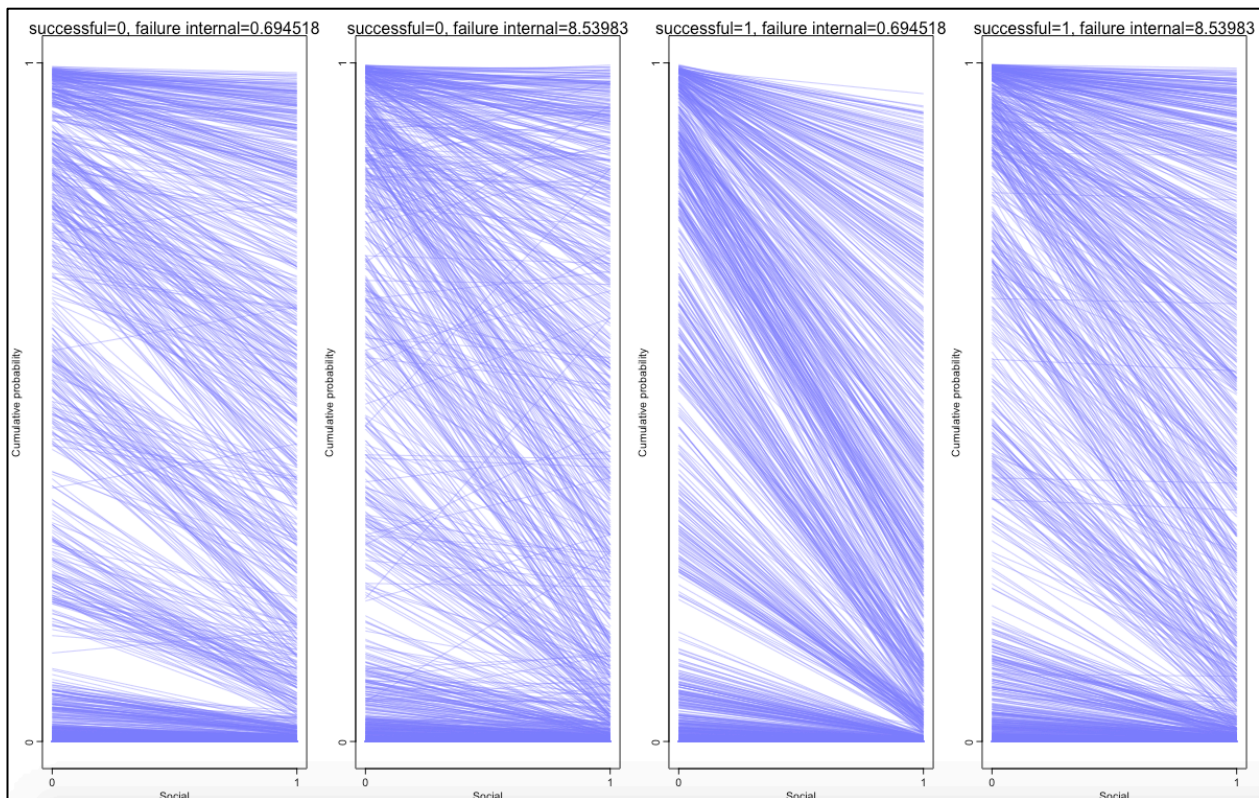 successful=0, failure internal=0.694518
1
Cumulative probability
0
0 1
Social
successful=0, failure internal=8.53983
1
Cumulative probability
0
0 1
Social
successful=1, failure internal=0.694518
1
Cumulative probability
0
0 1
Social
successful=1, failure internal=8.53983
1
Cumulative probability
0
0 1
Social